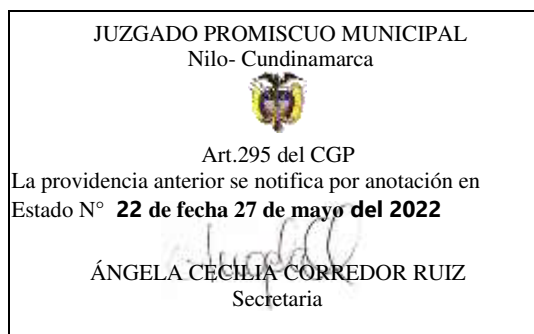 JUZGADO PROMISCUO MUNICIPAL
Nilo- Cundinamarca
Art.295 del CGP
La providencia anterior se notifica por anotación en
Estado N° 22 de fecha 27 de mayo del 2022
ÁNGELA CECILIA CORREDOR RUIZ
Secretaria